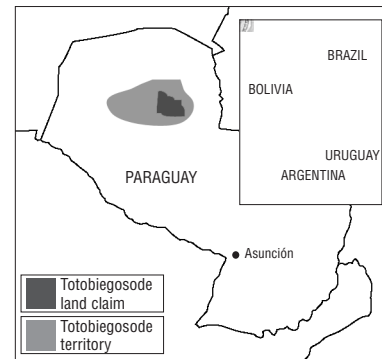 BRAZIL
BOLIVIA
URUGUAY
ARGENTINA
PARAGUAY
Asunción
Totobiegosode
land claim
Totobiegosode
territory